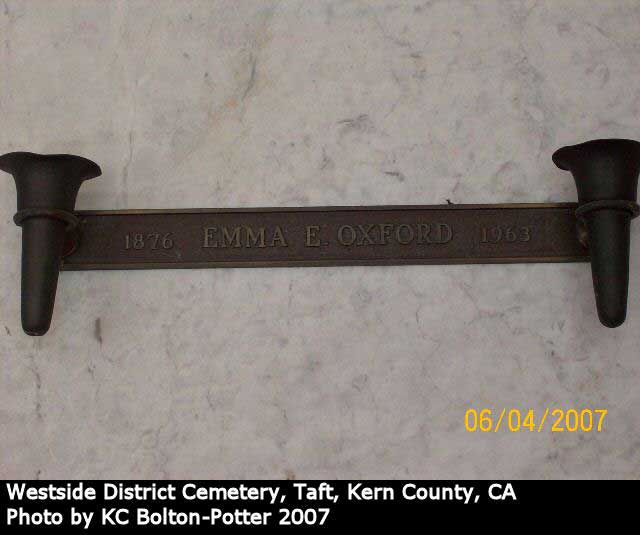 1876 EMMA E. OXFORD 1963
06/04/2007
Westside District Cemetery, Taft, Kern County, CA
Photo by KC Bolton-Potter 2007